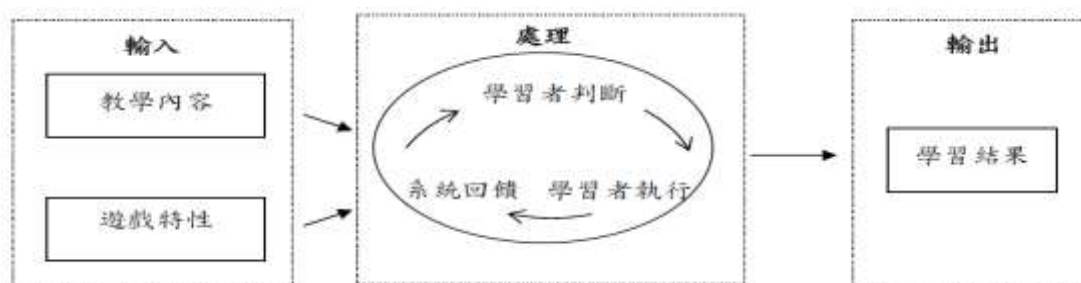 輸入
教學內容
遊戲特性
處理
學習者判斷
系統回饋 學習者執行
輸出
學習結果